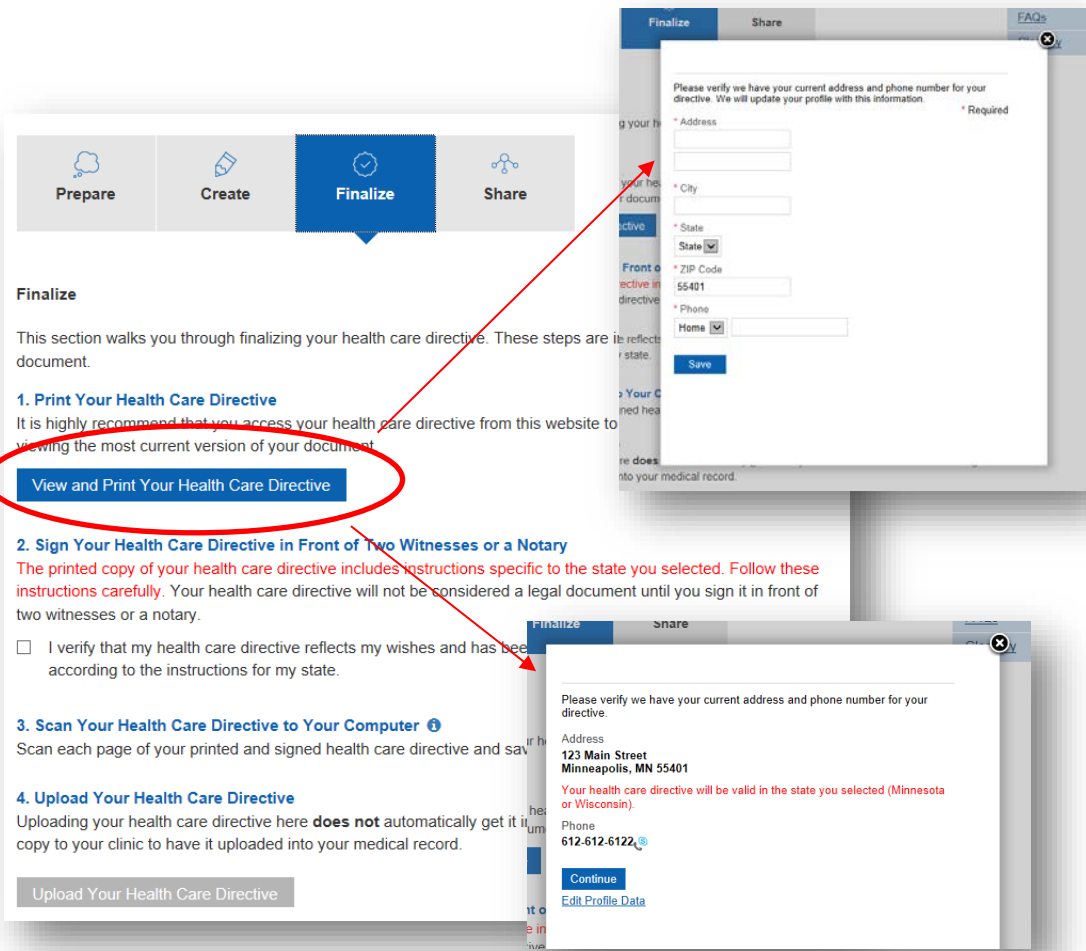 Prepare
Create
Finalize
Share
Finalize
This section walks you through finalizing your health care directive. These steps are
document.
1. Print Your Health Care Directive
It is highly recommend that you access your health care directive from this website to
viewing the most current version of your document.
View and Print Your Health Care Directive
2. Sign Your Health Care Directive in Front of Two Witnesses or a Notary
The printed copy of your health care directive includes instructions specific to the state you selected. Follow these
instructions carefully. Your health care directive will not be considered a legal document until you sign it in front of
two witnesses or a notary.
I verify that my health care directive reflects my wishes and has
according to the instructions for my state.
3. Scan Your Health Care Directive to Your Computer
Scan each page of your printed and signed health care directive and
4. Upload Your Health Care Directive
Uploading your health care directive here does not automatically get it
copy to your clinic to have it uploaded into your medical record.
Upload Your Health Care Directive
Finalize
Share
FAQs
Please verify we have your current address and phone number for your
directive. We will update your profile with this information.
* Required
* Address
* City
* State
State
* ZIP Code
55401
* Phone
Home
Save
g your
your
docum
Front
directive
reflects
state.
Your
does
into your medical record.
Finalize
Share
Please verify we have your current address and phone number for your
directive.
Address
123 Main Street
Minneapolis, MN 55401
Your health care directive will be valid in the state you selected (Minnesota
or Wisconsin).
Phone
612-612-6122
Continue
Edit Profile Data